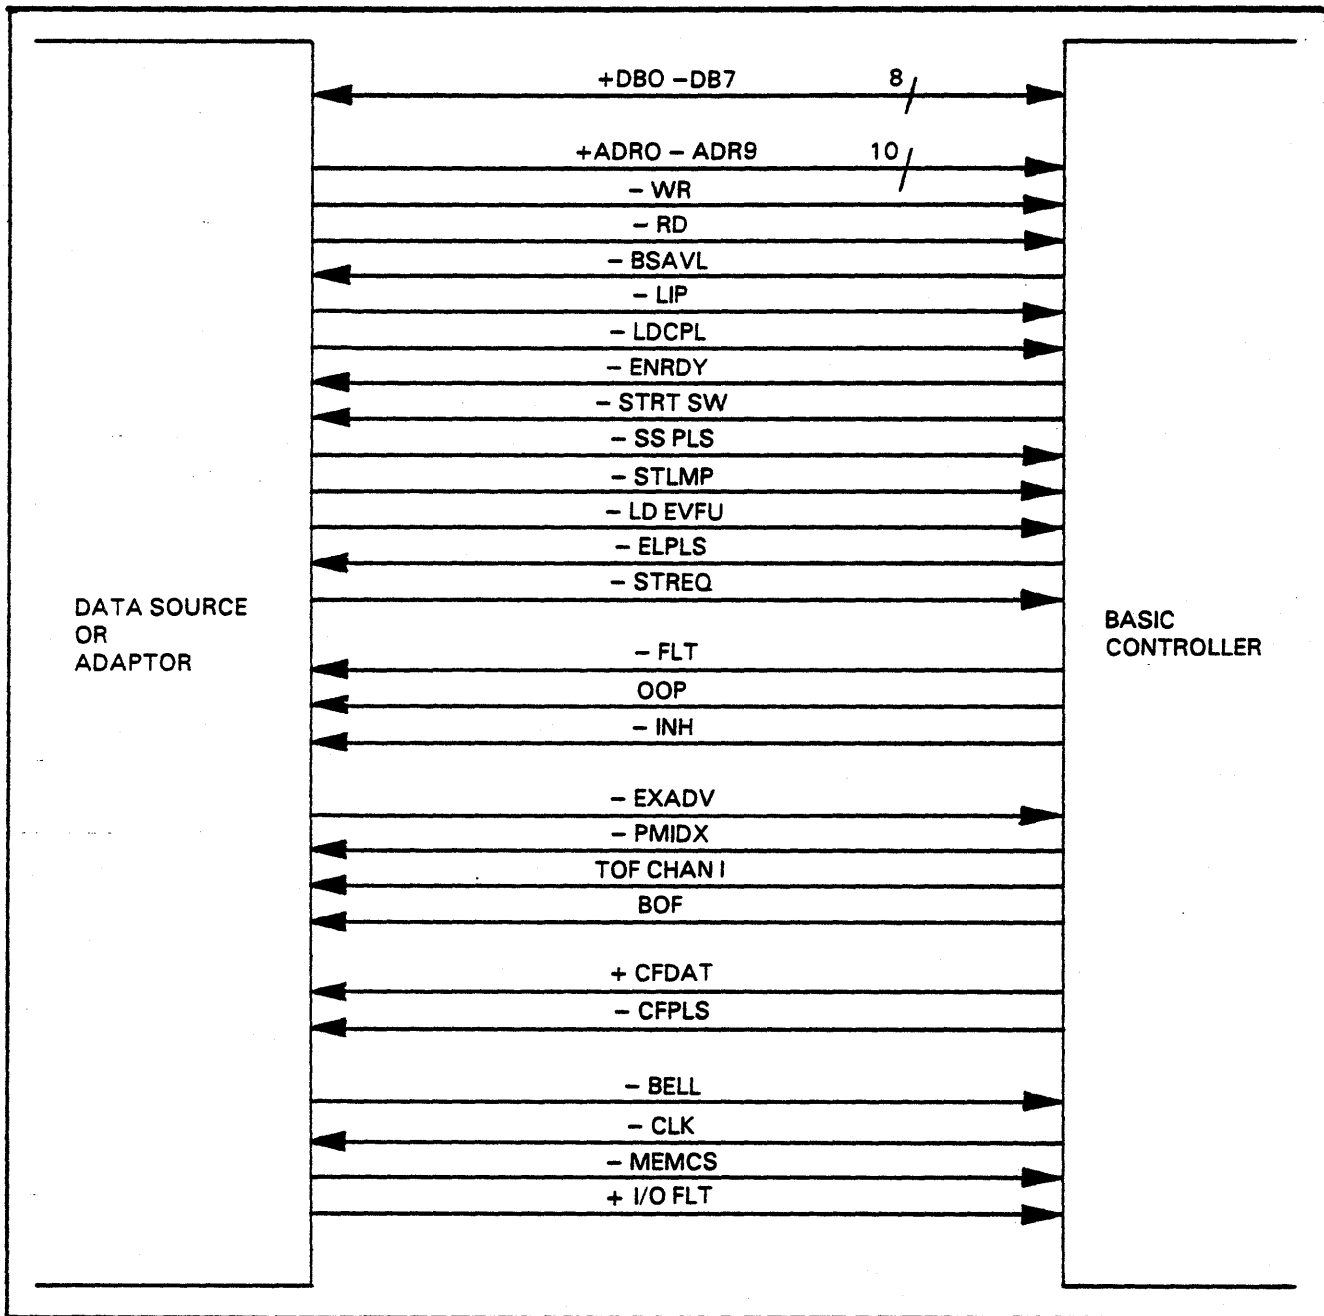 +DBO -DB7 8
+ADRO - ADR9 10
- WR
- RD
- BSAVL
- LIP
- LDCPL
- ENRDY
- STRT SW
- SS PLS
- STLMP
- LD EVFU
- ELPLS
- STREQ
DATA SOURCE
OR
ADAPTOR
BASIC
CONTROLLER
- FLT
OOP
- INH
- EXADV
- PMIDX
TOF CHAN I
BOF
+ CFDAT
- CFPLS
- BELL
- CLK
- MEMCS
+ I/O FLT